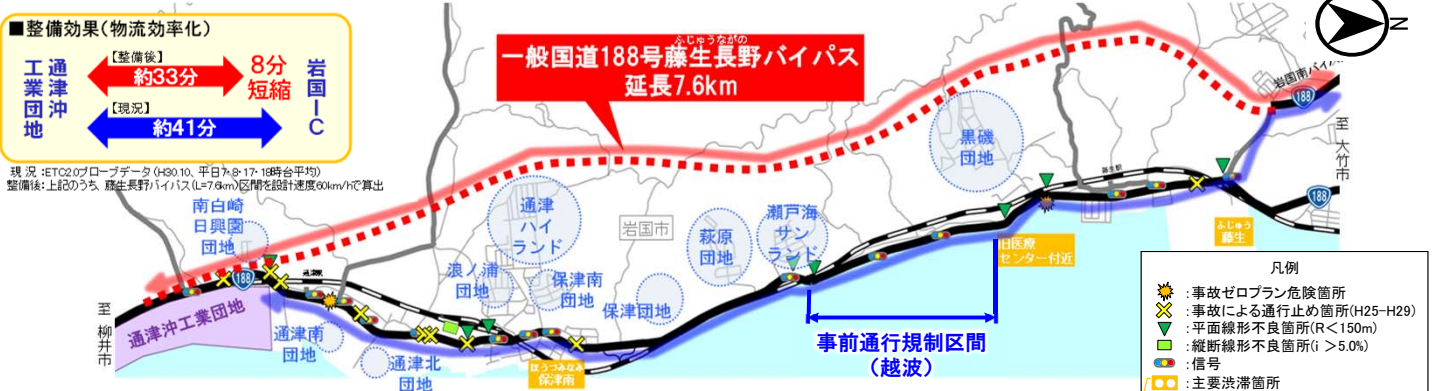 ■整備効果(物流効率化)
通津沖
工業団地
【整備後】
約33分
8分
短縮
【現況】
約41分
岩国IC
現 況:ETC2.0プローブデータ(H30.10、平日7・8・17・18時台平均)
整備後:上記のうち、藤生長野バイパス(L=7.6km)区間を設計速度60km/hで算出
ふじゅうながの
一般国道188号藤生長野バイパス
延長7.6km
N
岩国南バイパス
188
至 大竹市
188
黒磯
団地
藤生駅
ふじゅう
藤生
旧医療
センター付近
瀬戸海
サン
ランド
萩原
団地
岩国市
通津
ハイ
ランド
南白崎
日興園
団地
通津駅
188
浪ノ浦
団地
保津南
団地
保津団地
至 柳井市
通津沖工業団地
通津南
団地
通津北
団地
ほうづみなみ
保津南
事前通行規制区間
(越波)
凡例
:事故ゼロプラン危険箇所
:事故による通行止め箇所(H25-H29)
:平面線形不良箇所(R<150m)
:縦断線形不良箇所(i >5.0%)
:信号
:主要渋滞箇所